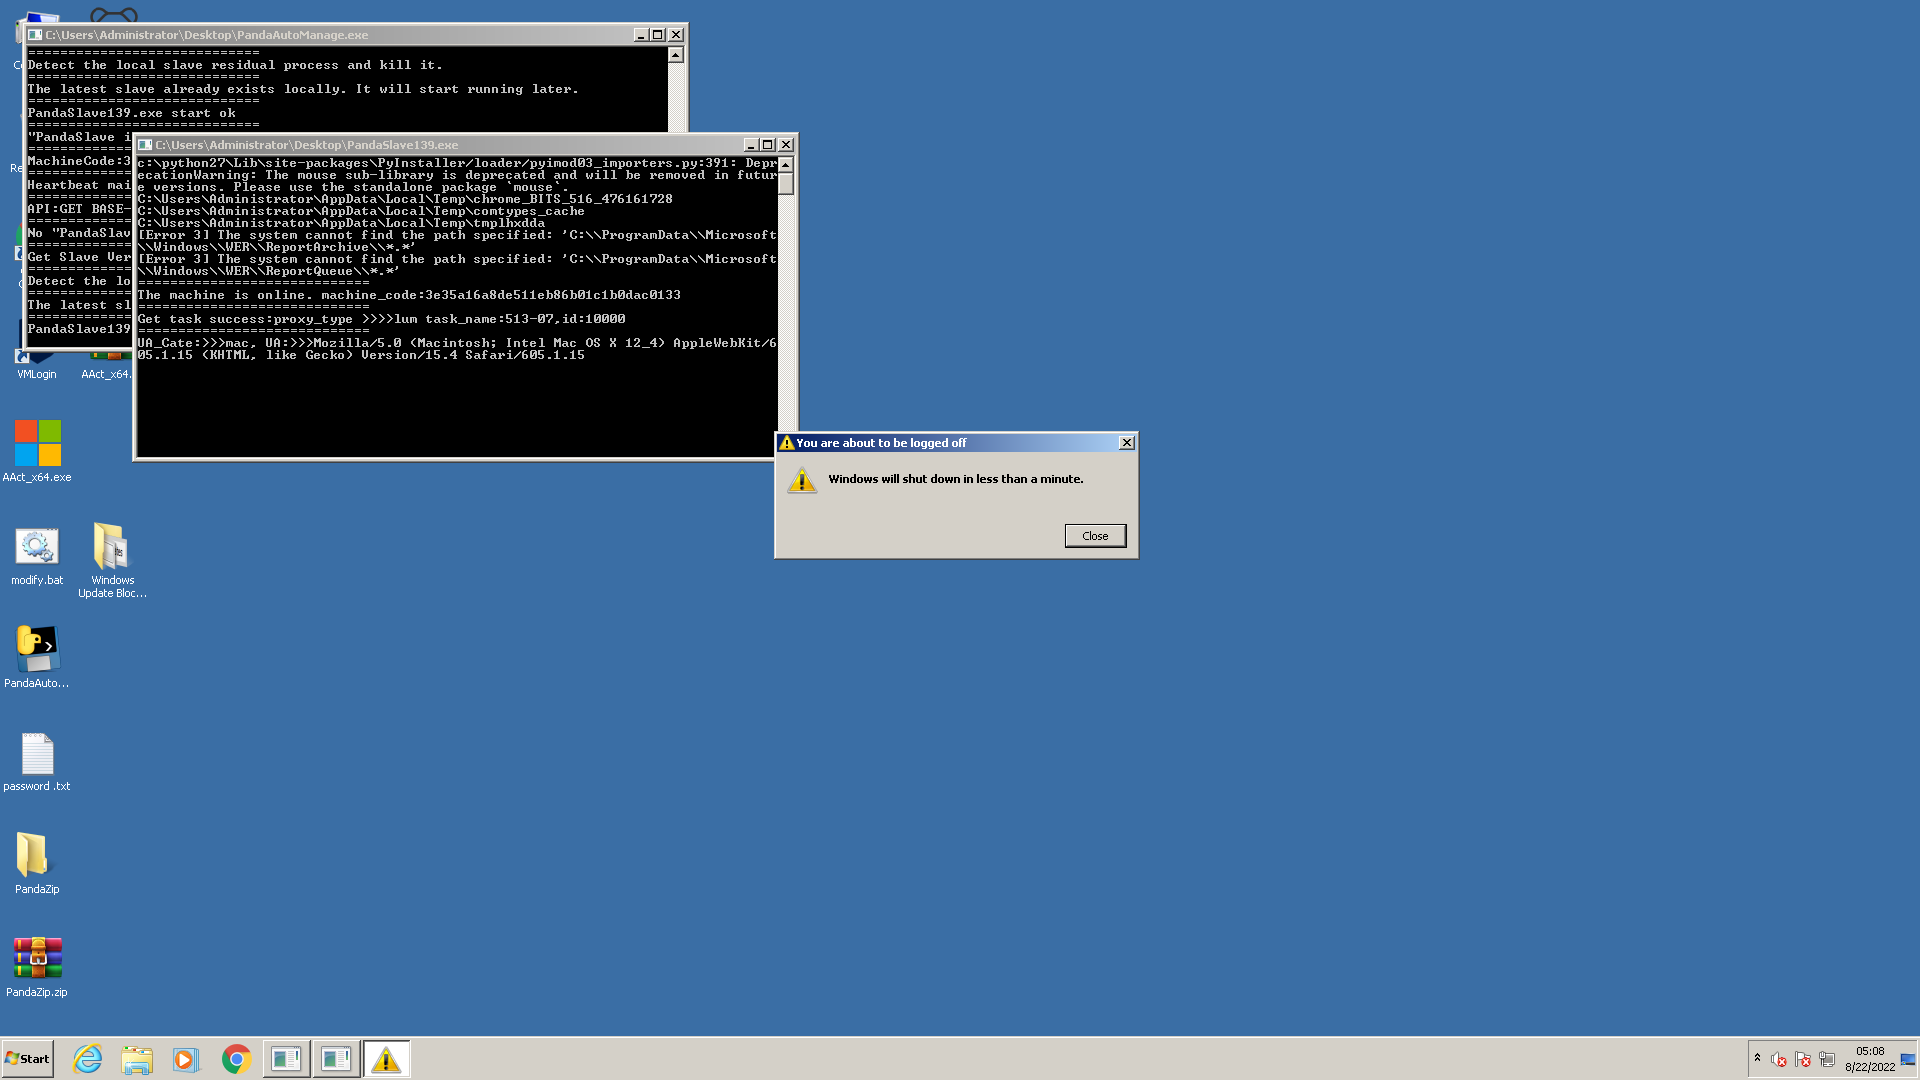 C:\Users\Administrator\Desktop\PandaAutoManage.exe
=============================
Detect the local slave residual process and kill it.
=============================
The latest slave already exists locally. It will start running later.
=============================
PandaSlave139.exe start ok
=============================
"PandaSlave i
=============
MachineCode:3
=============
Heartbeat mai
=============
API:GET BASE-
=============
No "PandaSlav
=============
Get Slave Ver
=============
Detect the lo
=============
The latest sl
=============
PandaSlave139
C:\Users\Administrator\Desktop\PandaSlave139.exe
c:\python27\Lib\site-packages\PyInstaller/loader/pyimod03_importers.py:391: Depr
ecationWarning: The mouse sub-library is deprecated and will be removed in futur
e versions. Please use the standalone package `mouse`.
C:\Users\Administrator\AppData\Local\Temp\chrome_BITS_516_476161728
C:\Users\Administrator\AppData\Local\Temp\comtypes_cache
C:\Users\Administrator\AppData\Local\Temp\tmplhxdda
[Error 3] The system cannot find the path specified: 'C:\\ProgramData\\Microsoft
\\Windows\\WER\\ReportArchive\\*.*'
[Error 3] The system cannot find the path specified: 'C:\\ProgramData\\Microsoft
\\Windows\\WER\\ReportQueue\\*.*'
=============================
The machine is online. machine_code:3e35a16a8de511eb86b01c1b0dac0133
=============================
Get task success:proxy_type >>>>lum task_name:513-07,id:10000
=============================
UA_Cate:>>>mac, UA:>>>Mozilla/5.0 (Macintosh; Intel Mac OS X 12_4) AppleWebKit/6
05.1.15 (KHTML, like Gecko) Version/15.4 Safari/605.1.15
You are about to be logged off
Windows will shut down in less than a minute.
Close
VMLogin
AAct_x64.
AAct_x64.exe
modify.bat
Windows
Update Bloc...
PandaAuto...
password .txt
PandaZip
PandaZip.zip
Start
05:08
8/22/2022